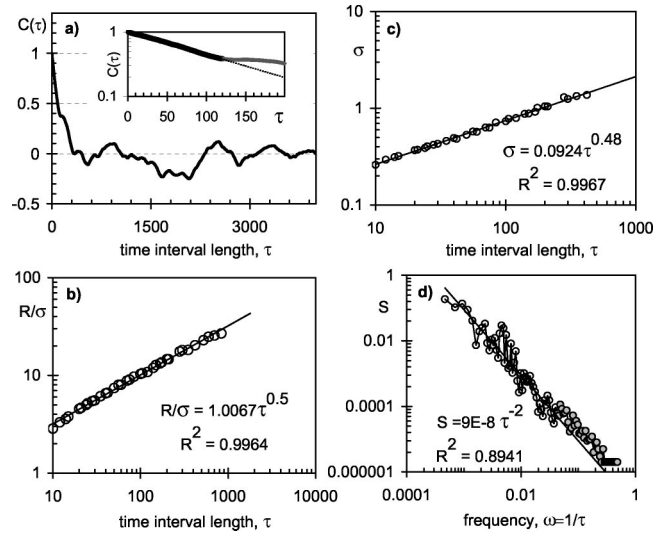 C(τ)
a)
1
0.5
0
-0.5
0 1500 3000
time interval length, τ
C(τ)
1
0.1
0 50 100 150 τ
c)
σ
10
1
0.1
10 100 1000
time interval length, τ
σ = 0.0924τ^0.48
R^2 = 0.9967
b)
R/σ
100
10
1
10 100 1000 10000
time interval length, τ
R/σ = 1.0067τ^0.5
R^2 = 0.9964
d)
S
1
0.01
0.0001
0.000001
0.0001 0.01 1
frequency, ω=1/τ
S =9E-8 τ^-2
R^2 = 0.8941